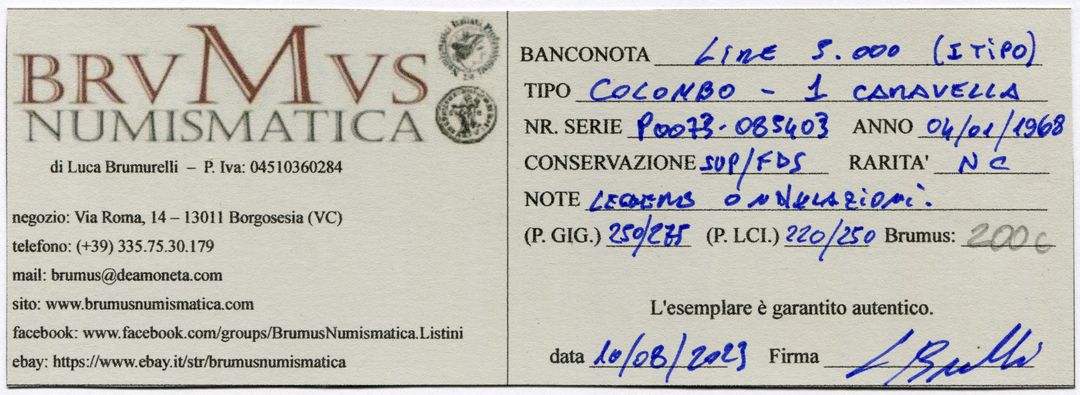 BRVMVS
NUMISMATICA
di Luca Brumurelli – P. Iva: 04510360284
negozio: Via Roma, 14 – 13011 Borgosesia (VC)
telefono: (+39) 335.75.30.179
mail: brumus@deamoneta.com
sito: www.brumusnumismatica.com
facebook: www.facebook.com/groups/BrumusNumismatica.Listini
ebay: https://www.ebay.it/str/brumusnumismatica
BANCONOTA LIRE 5.000 (I TIPO)
TIPO COLOMBO - 1 CARAVELLA
NR. SERIE P0073-085403 ANNO 04/01/1968
CONSERVAZIONE SUP/FDS RARITA' NC
NOTE ONDULAZIONI.
(P. GIG.) 250/275 (P. LCI.) 220/250 Brumus: 200
L'esemplare è garantito autentico.
data 10/08/2023 Firma